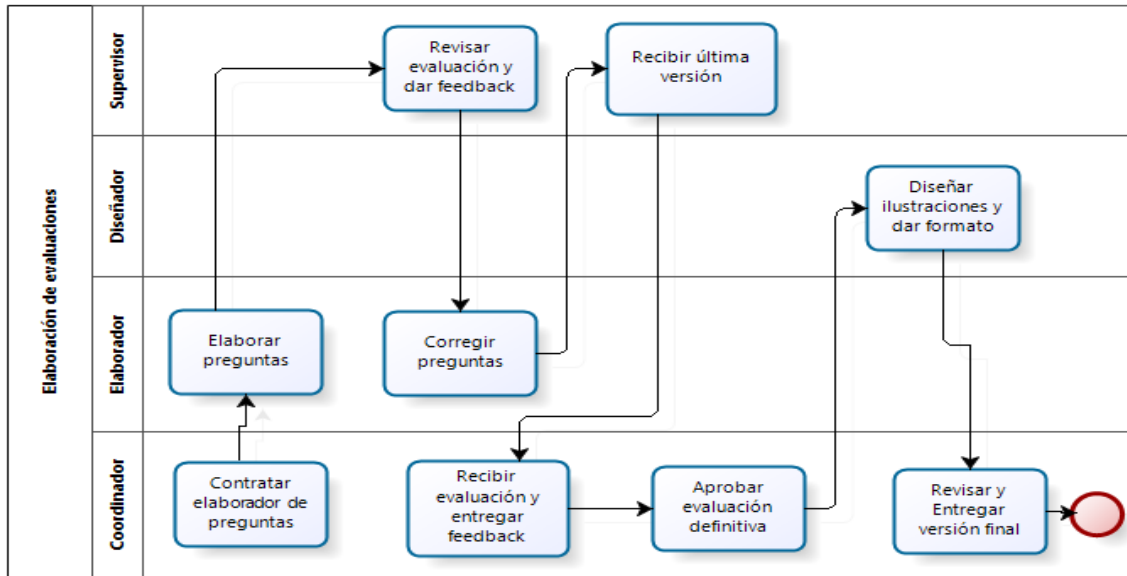 Elaboración de evaluaciones
Supervisor
Revisar
evaluación y
dar feedback
Recibir última
versión
Diseñador
Diseñar
ilustraciones y
dar formato
Elaborador
Elaborar
preguntas
Corregir
preguntas
Coordinador
Contratar
elaborador de
preguntas
Recibir
evaluación y
entregar
feedback
Aprobar
evaluación
definitiva
Revisar y
Entregar
versión final